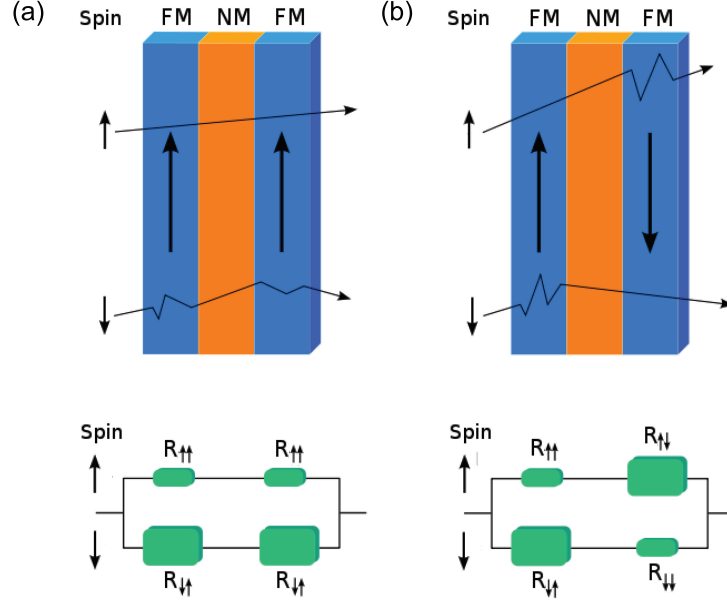 (a) Spin FM NM FM
(b) Spin FM NM FM
Spin
R↑↑ R↑↑
R↓↑ R↓↑
Spin
R↑↑ R↑↓
R↓↑ R↓↓